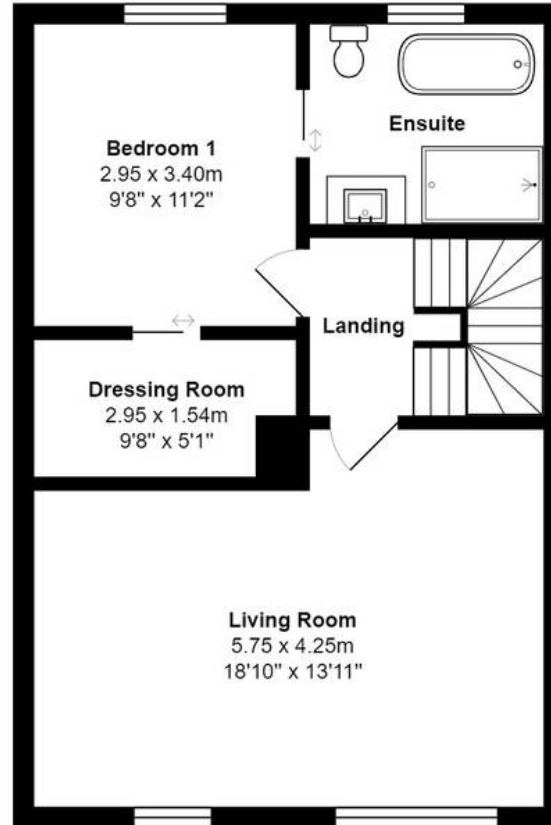 Bedroom 1
2.95 x 3.40m
9'8" x 11'2"
Ensuite
Landing
Dressing Room
2.95 x 1.54m
9'8" x 5'1"
Living Room
5.75 x 4.25m
18'10" x 13'11"